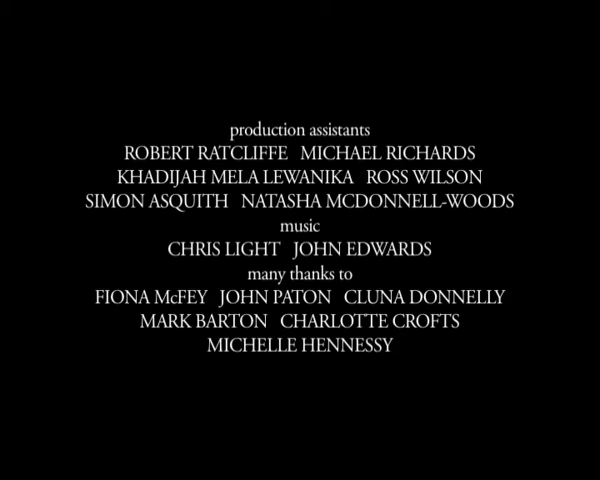 production assistants
ROBERT RATCLIFFE MICHAEL RICHARDS
KHADIJAH MELA LEWANIKA ROSS WILSON
SIMON ASQUITH NATASHA MCDONNELL-WOODS
music
CHRIS LIGHT JOHN EDWARDS
many thanks to
FIONA McFEY JOHN PATON CLUNA DONNELLY
MARK BARTON CHARLOTTE CROFTS
MICHELLE HENNESSY